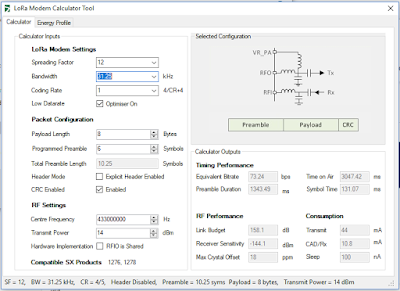 LoRa Modem Calculator Tool
Calculator Energy Profile
Calculator Inputs
LoRa Modem Settings
Spreading Factor 12
Bandwidth 31.25 kHz
Coding Rate 1 4/CR+4
Low Datarate Optimiser On
Packet Configuration
Payload Length 8 Bytes
Programmed Preamble 6 Symbols
Total Preamble Length 10.25 Symbols
Header Mode Explicit Header Enabled
CRC Enabled Enabled
RF Settings
Centre Frequency 433000000 Hz
Transmit Power 14 dBm
Hardware Implementation RFIO is Shared
Compatible SX Products 1276, 1278
Selected Configuration
VR_PA
RFO Tx
RFI Rx
Preamble Payload CRC
Calculator Outputs
Timing Performance
Equivalent Bitrate 73.24 bps Time on Air 3047.42 ms
Preamble Duration 1343.49 ms Symbol Time 131.07 ms
RF Performance Consumption
Link Budget 158.1 dB Transmit 44 mA
Receiver Sensitivity -144.1 dBm CAD/Rx 10.8 mA
Max Crystal Offset 18 ppm Sleep 100 nA
SF = 12, BW = 31.25 kHz, CR = 4/5, Header Disabled, Preamble = 10.25 syms Payload = 8 bytes, Transmit Power = 14 dBm